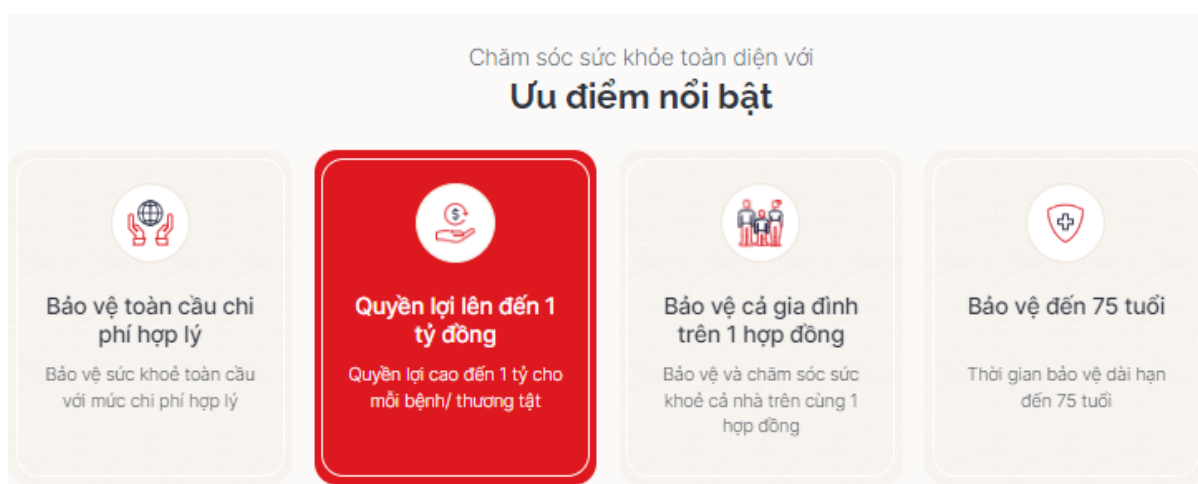 Chăm sóc sức khỏe toàn diện với
Ưu điểm nổi bật
Bảo vệ toàn cầu chi
phí hợp lý
Bảo vệ sức khoẻ toàn cầu
với mức chi phí hợp lý
Quyền lợi lên đến 1
tỷ đồng
Quyền lợi cao đến 1 tỷ cho
mỗi bệnh/ thương tật
Bảo vệ cả gia đình
trên 1 hợp đồng
Bảo vệ và chăm sóc sức
khoẻ cả nhà trên cùng 1
hợp đồng
Bảo vệ đến 75 tuổi
Thời gian bảo vệ dài hạn
đến 75 tuổi